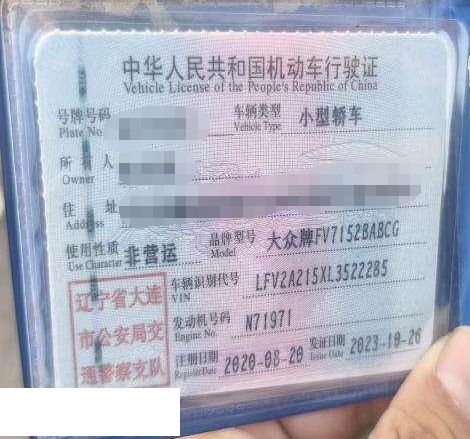 中华人民共和国机动车行驶证
Vehicle License of the People's Republic of China
号牌号码 Plate No. 车辆类型 Vehicle Type 小型轿车
所有人 Owner
住址 Address
使用性质 Use Character 非营运 品牌型号 Model 大众牌FV7152BABCG
车辆识别代号 VIN LFV2A215XL3522285
发动机号码 Engine No. N71971
注册日期 Register Date 2020-08-20 发证日期 Issue Date 2023-10-26
辽宁省大连
市公安局交
通警察支队